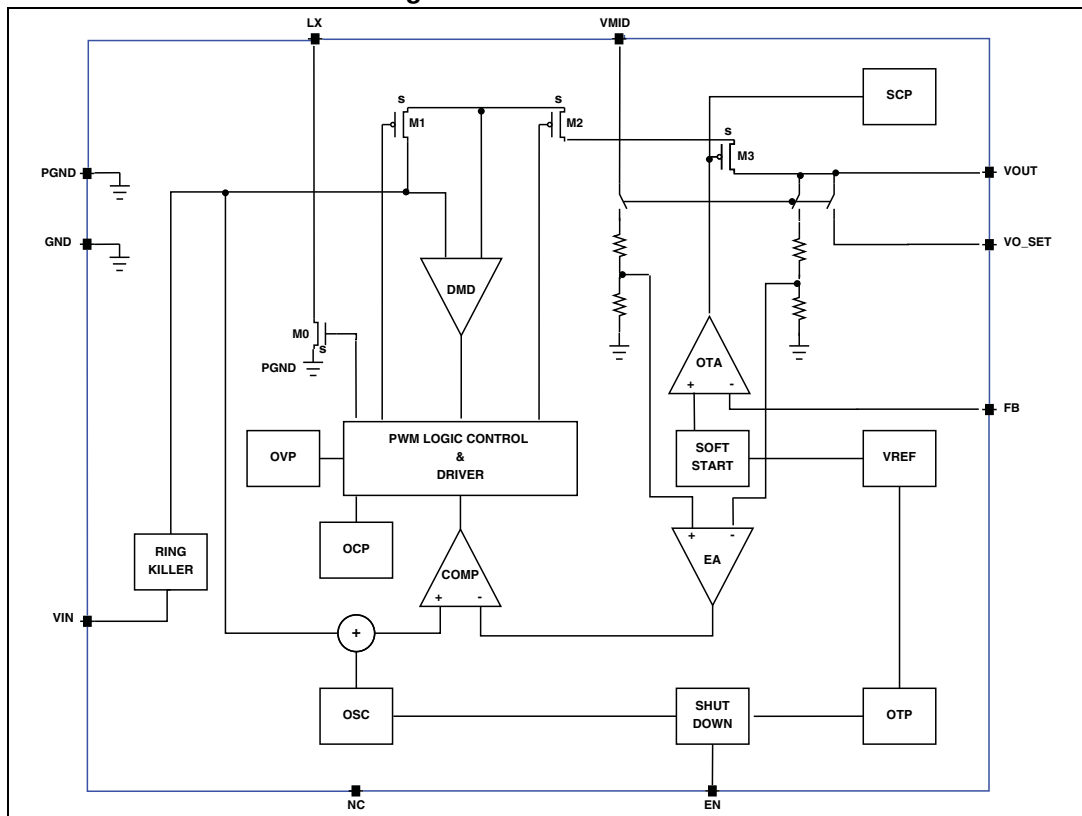 g
LX
VMID
S
M1
S
M2
SCP
S
M3
PGND
VOUT
GND
VO_SET
DMD
M0
S
PGND
OTA
+ -
FB
OVP
PWM LOGIC CONTROL
&
DRIVER
SOFT
START
VREF
OCP
RING
KILLER
COMP
+ -
+ -
EA
VIN
+
OSC
SHUT
DOWN
OTP
NC
EN